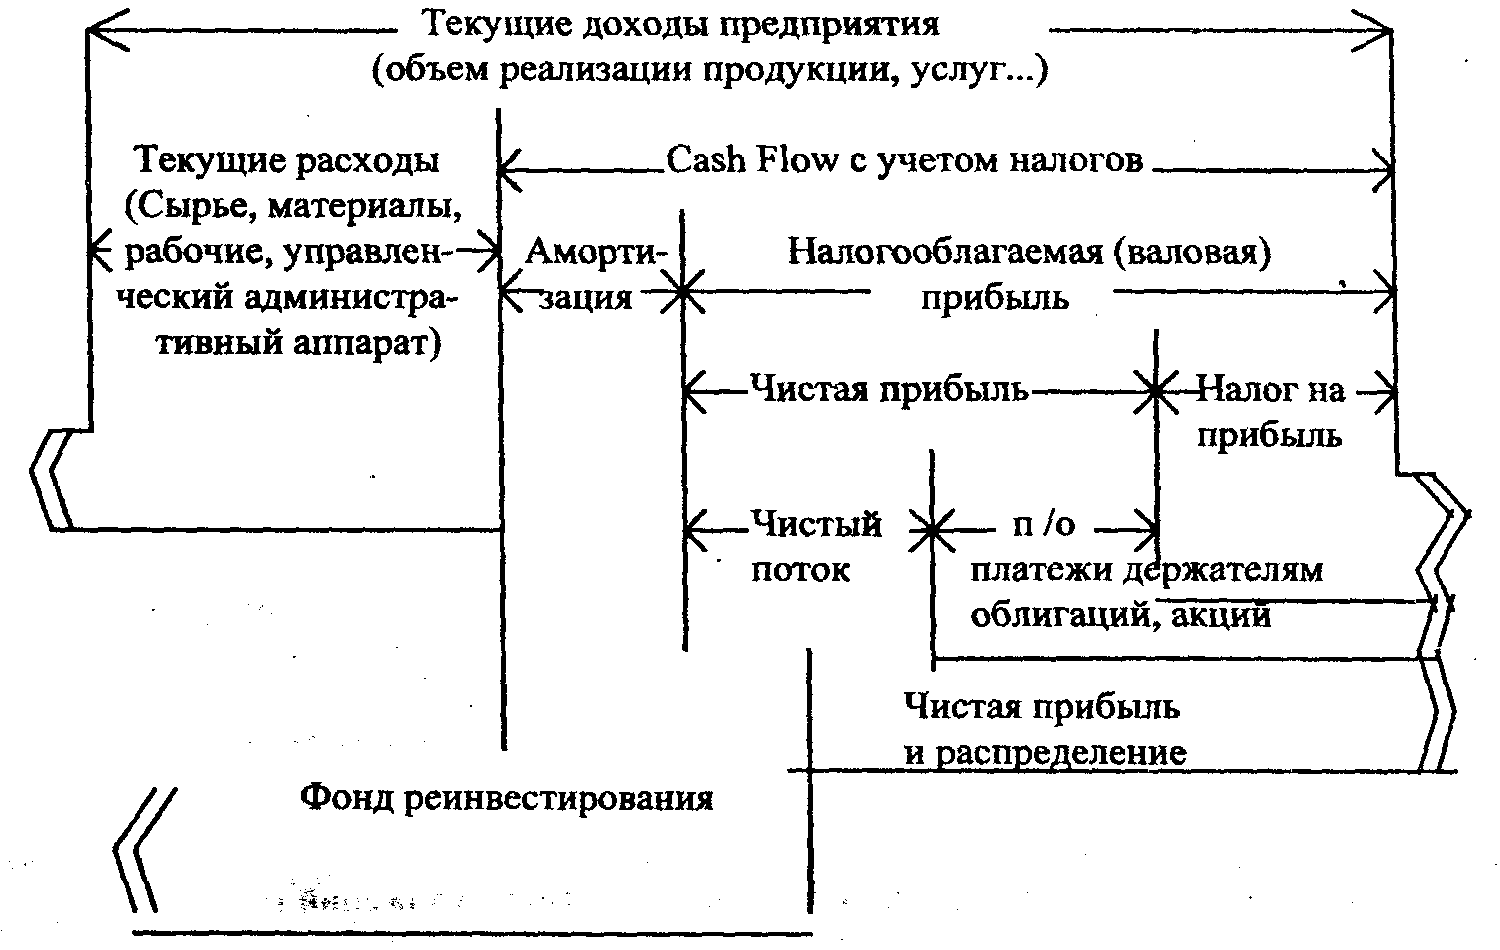 Текущие доходы предприятия
(объем реализации продукции, услуг...)
Cash Flow с учетом налогов
Текущие расходы
(Сырье, материалы,
рабочие, управлен-
ческий администра-
тивный аппарат)
Аморти-
зация
Налогооблагаемая (валовая)
прибыль
Чистая прибыль
Налог на
прибыль
Чистый
поток
п /о
платежи держателям
облигаций, акций
Чистая прибыль
и распределение
Фонд реинвестирования